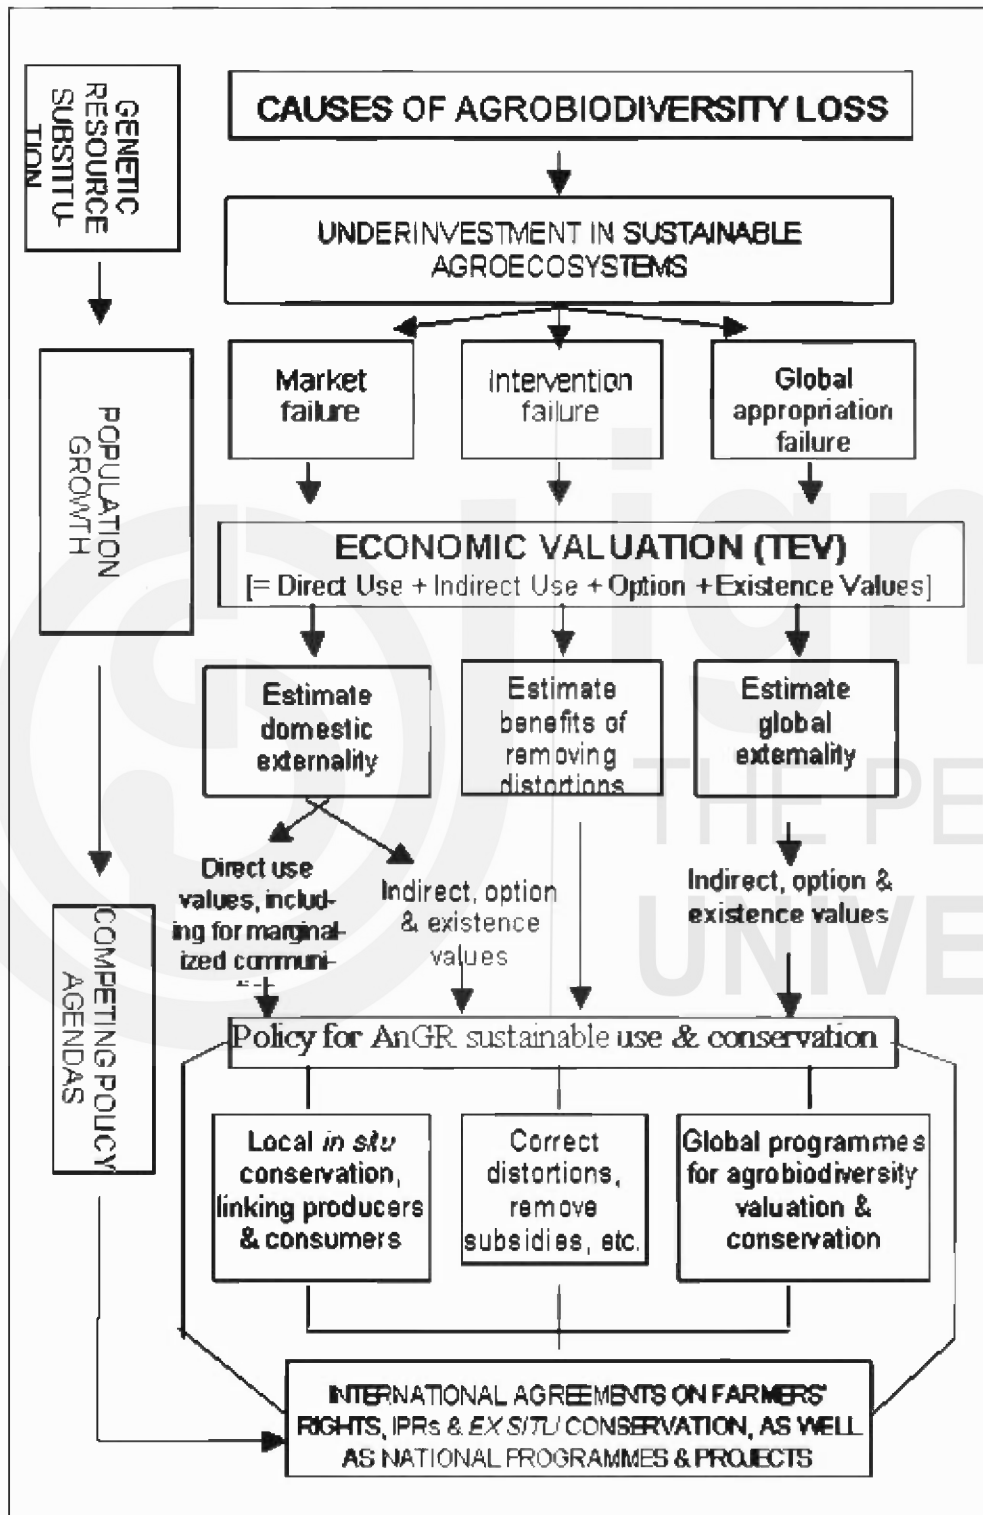 GENETIC
RESOURCE
SUBSTITU-
TION
POPULATION
GROWTH
COMPETING POLICY
AGENDAS
CAUSES OF AGROBIODIVERSITY LOSS
UNDERINVESTMENT IN SUSTAINABLE
AGROECOSYSTEMS
Market
failure
Intervention
failure
Global
appropriation
failure
ECONOMIC VALUATION (TEV)
[= Direct Use + Indirect Use + Option + Existence Values]
Estimate
domestic
externality
Estimate
benefits of
removing
distortions
Estimate
global
externality
Direct use
values, includ-
ing for marginal-
ized communi-
Indirect, option
& existence
values
Indirect, option &
existence values
Policy for AnGR sustainable use & conservation
Local in situ
conservation,
linking producers
& consumers
Correct
distortions,
remove
subsidies, etc.
Global programmes
for agrobiodiversity
valuation &
conservation
INTERNATIONAL AGREEMENTS ON FARMERS'
RIGHTS, IPRs & EX SITU CONSERVATION, AS WELL
AS NATIONAL PROGRAMMES & PROJECTS
ign
THE PE
UNIVE